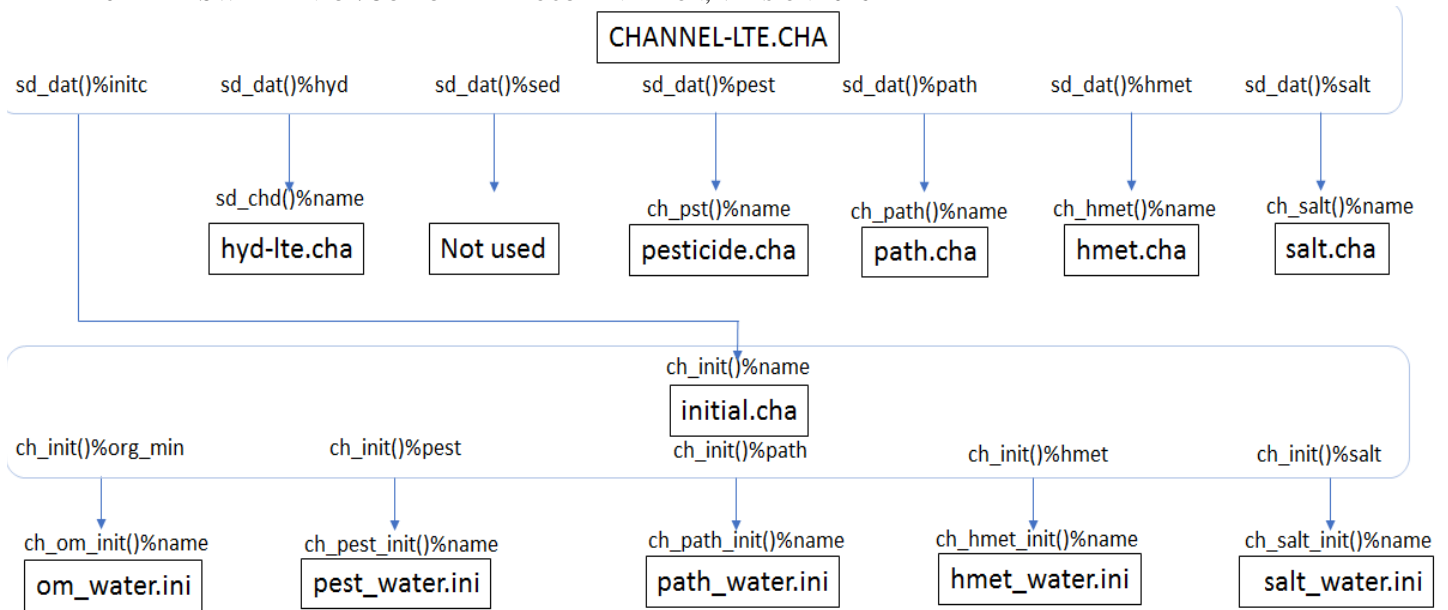 CHANNEL-LTE.CHA
sd_dat()%initc sd_dat()%hyd sd_dat()%sed sd_dat()%pest sd_dat()%path sd_dat()%hmet sd_dat()%salt
sd_chd()%name ch_pst()%name ch_path()%name ch_hmet()%name ch_salt()%name
hyd-lte.cha Not used pesticide.cha path.cha hmet.cha salt.cha
ch_init()%name
initial.cha
ch_init()%org_min ch_init()%pest ch_init()%path ch_init()%hmet ch_init()%salt
ch_om_init()%name ch_pest_init()%name ch_path_init()%name ch_hmet_init()%name ch_salt_init()%name
om_water.ini pest_water.ini path_water.ini hmet_water.ini salt_water.ini